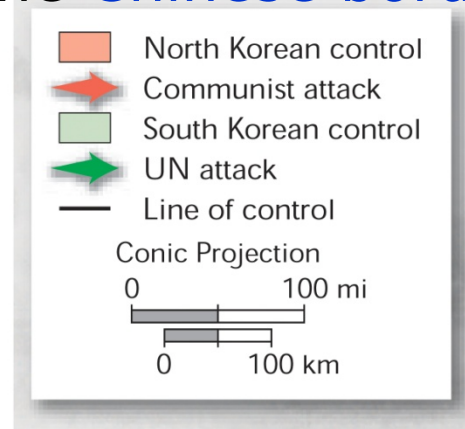 Chinese
North Korean control
Communist attack
South Korean control
UN attack
Line of control
Conic Projection
0 100 mi
0 100 km